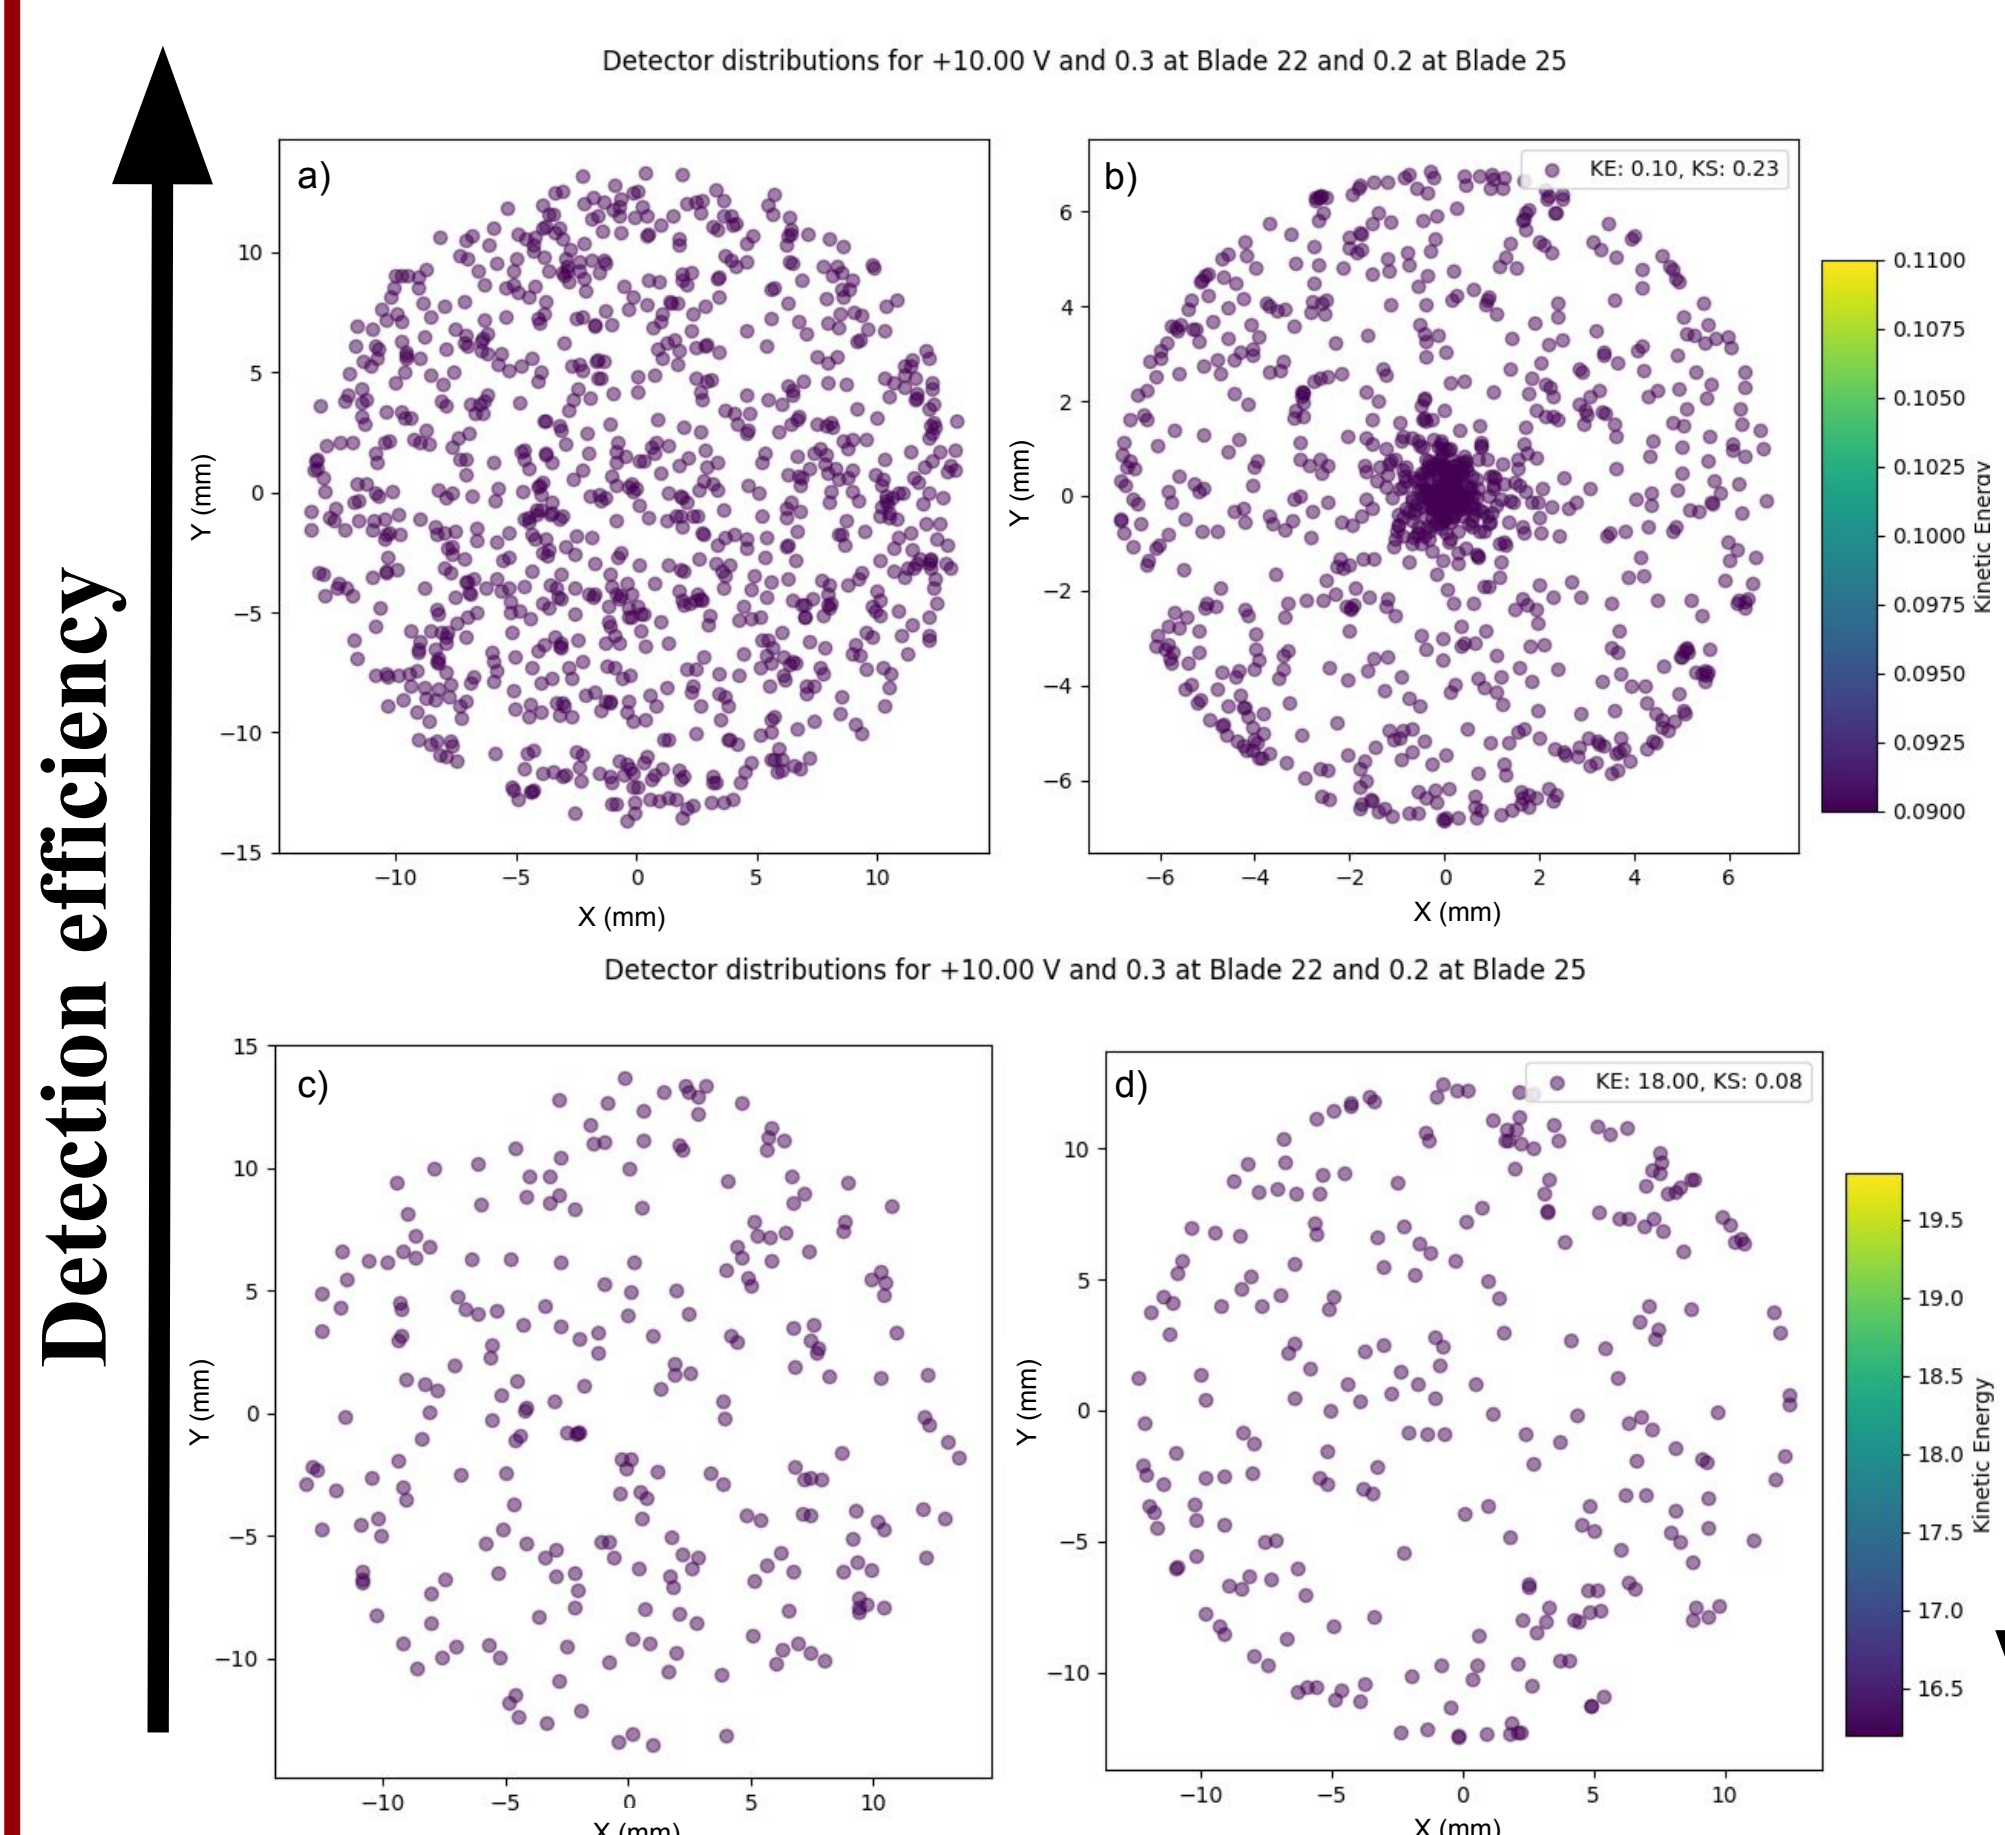 Detection efficiency
Detector distributions for +10.00 V and 0.3 at Blade 22 and 0.2 at Blade 25
a)
10
5
0
−5
−10
−15
Y (mm)
−10 −5 0 5 10
X (mm)
b)
KE: 0.10, KS: 0.23
6
4
2
0
−2
−4
−6
Y (mm)
−6 −4 −2 0 2 4 6
X (mm)
0.1100
0.1075
0.1050
0.1025
0.1000
0.0975
0.0950
0.0925
0.0900
Kinetic Energy
Detector distributions for +10.00 V and 0.3 at Blade 22 and 0.2 at Blade 25
c)
15
10
5
0
−5
−10
Y (mm)
−10 −5 0 5 10
X (mm)
d)
KE: 18.00, KS: 0.08
10
5
0
−5
−10
Y (mm)
−10 −5 0 5 10
X (mm)
19.5
19.0
18.5
18.0
17.5
17.0
16.5
Kinetic Energy